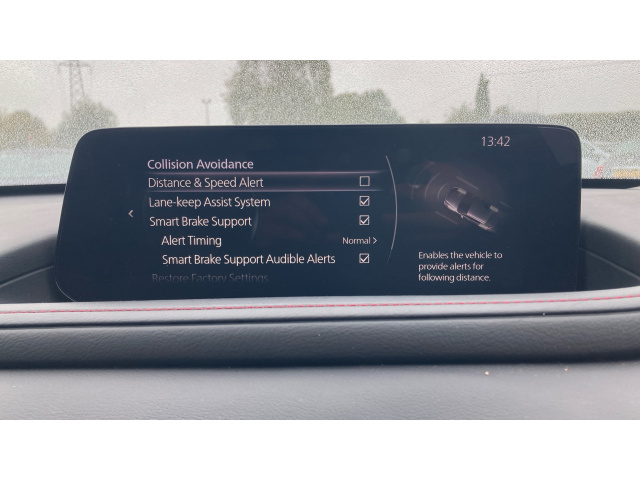 13:42
Collision Avoidance
Distance & Speed Alert
Lane-keep Assist System
Smart Brake Support
Alert Timing Normal >
Smart Brake Support Audible Alerts
Restore Factory Settings
Enables the vehicle to
provide alerts for
following distance.